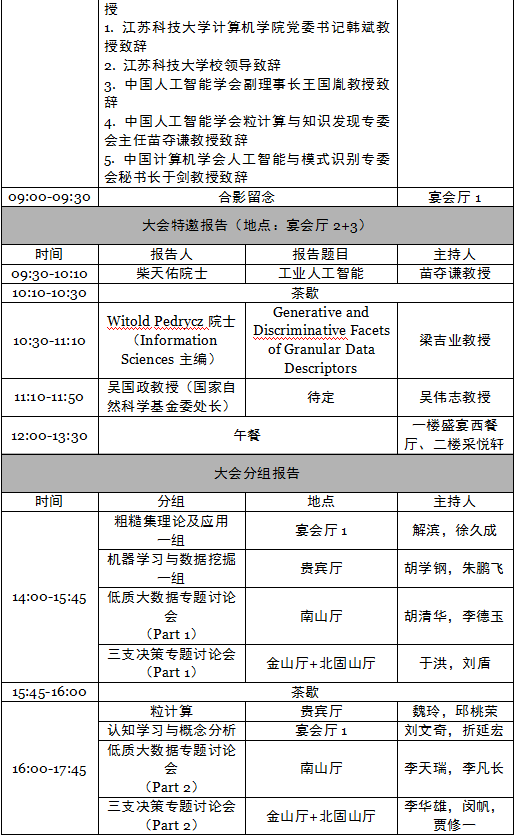 授
1. 江苏科技大学计算机学院党委书记韩斌教
授致辞
2. 江苏科技大学校领导致辞
3. 中国人工智能学会副理事长王国胤教授致
辞
4. 中国人工智能学会粒计算与知识发现专委
会主任苗夺谦教授致辞
5. 中国计算机学会人工智能与模式识别专委
会秘书长于剑教授致辞
09:00-09:30 合影留念 宴会厅 1
大会特邀报告（地点：宴会厅 2+3）
时间 报告人 报告题目 主持人
09:30-10:10 柴天佑院士 工业人工智能 苗夺谦教授
10:10-10:30 茶歇
10:30-11:10
Witold Pedrycz 院士
（Information
Sciences 主编）
Generative and
Discriminative Facets
of Granular Data
Descriptors
梁吉业教授
11:10-11:50
吴国政教授（国家自
然科学基金委处长）
待定
吴伟志教授
12:00-13:30 午餐
一楼盛宴西餐
厅、二楼采悦轩
大会分组报告
时间 分组 地点 主持人
14:00-15:45
粗糙集理论及应用
一组
宴会厅 1
解滨，徐久成
机器学习与数据挖掘
一组
贵宾厅
胡学钢，朱鹏飞
低质大数据专题讨论
会
（Part 1）
南山厅
胡清华，李德玉
三支决策专题讨论会
（Part 1）
金山厅+北固山厅
于洪，刘盾
15:45-16:00 茶歇
16:00-17:45
粒计算 贵宾厅 魏玲，邱桃荣
认知学习与概念分析 宴会厅 1 刘文奇，折延宏
低质大数据专题讨论
会
（Part 2）
南山厅
李天瑞，李凡长
三支决策专题讨论会
（Part 2）
金山厅+北固山厅
李华雄，闵帆，
贾修一